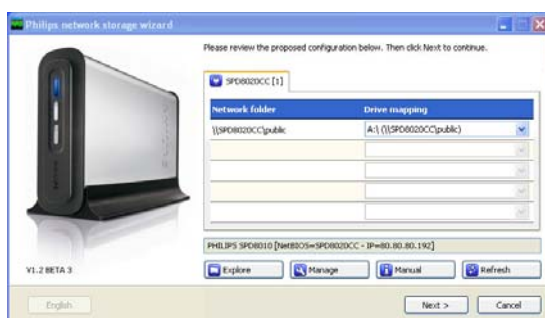 Philips network storage wizard
Please review the proposed configuration below. Then click Next to continue.
SPD8020CC [1]
Network folder Drive mapping
\\SPD8020CC\public A:\ (\\SPD8020CC\public)
PHILIPS SPD8010 [NetBIOS=SPD8020CC - IP=80.80.80.192]
V1.2 BETA 3
Explore Manage Manual Refresh
English Next > Cancel